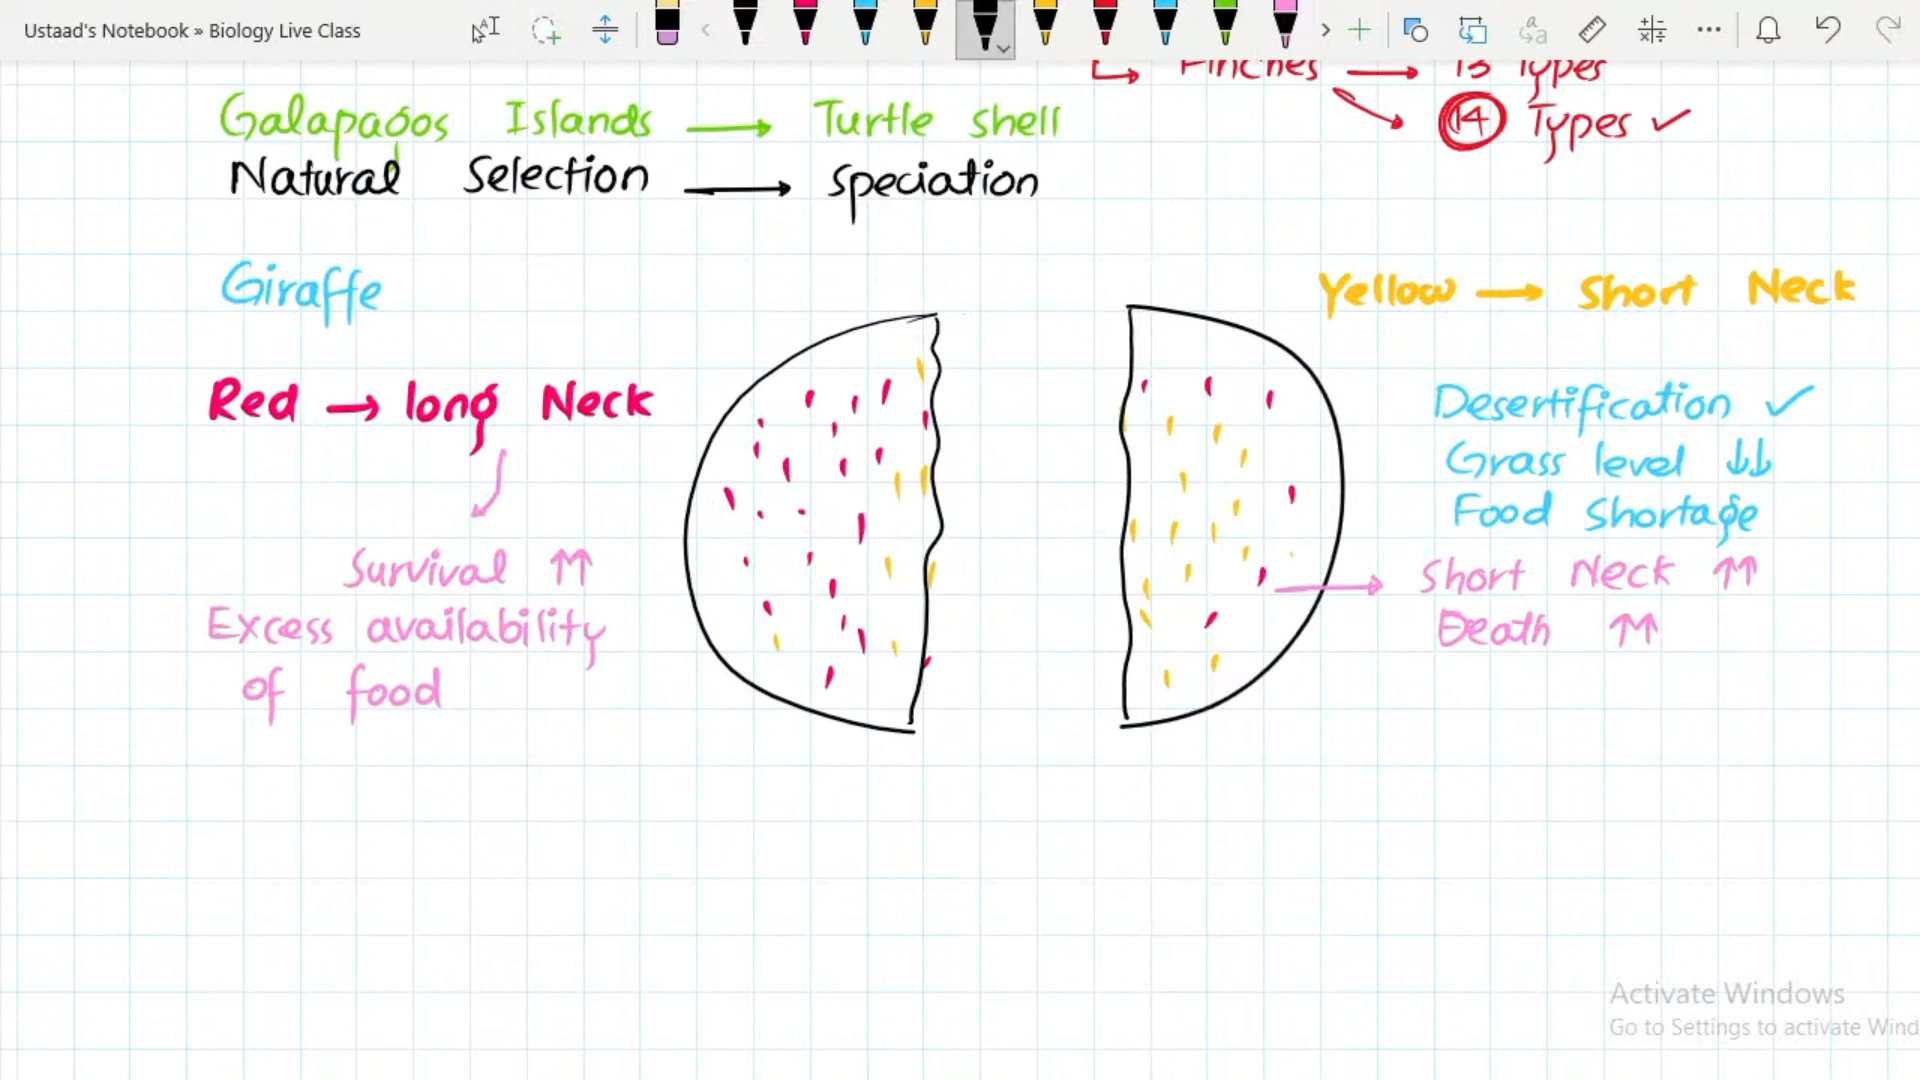 Ustaad's Notebook » Biology Live Class
Finches → 13 Types
14 Types ✓
Galapagos Islands → Turtle shell
Natural Selection → Speciation
Giraffe
Yellow → Short Neck
Red → long Neck
Desertification ✓
Grass level ↓↓
Food Shortage
Survival ↑↑
Excess availability
of food
Short Neck ↑↑
Death ↑↑
Activate Windows
Go to Settings to activate Wind